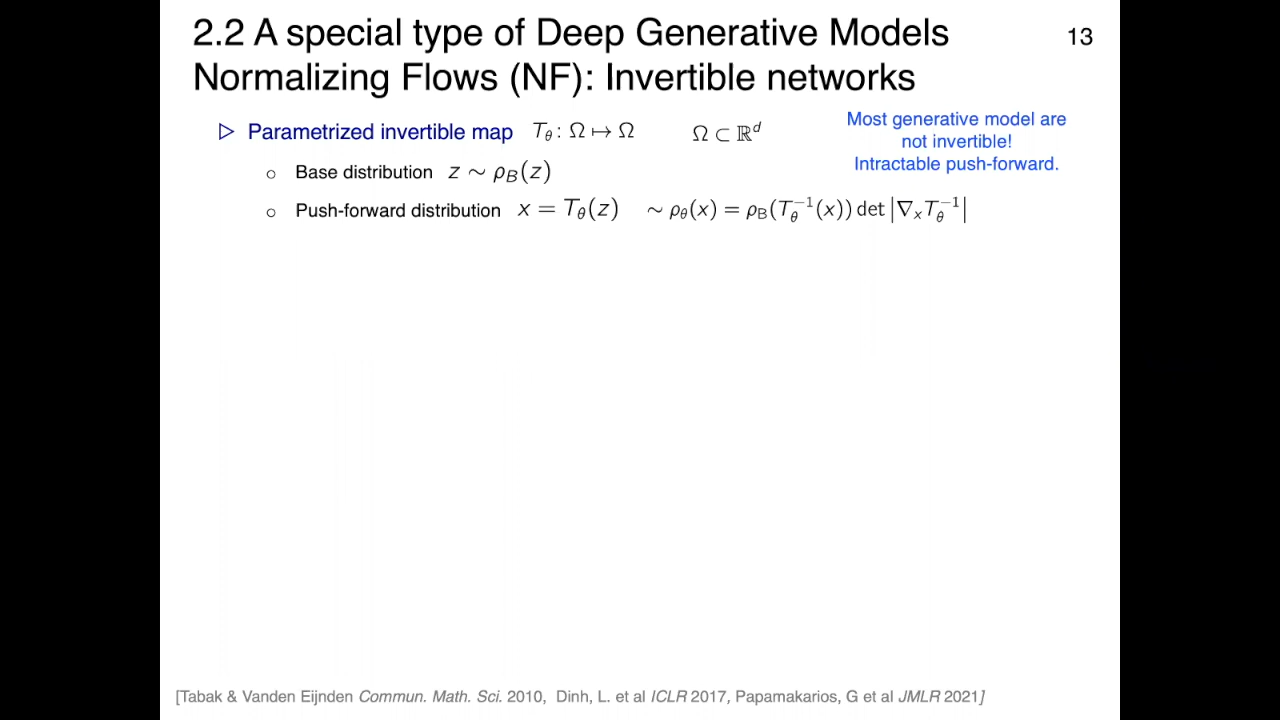 2.2 A special type of Deep Generative Models 13
Normalizing Flows (NF): Invertible networks
▷ Parametrized invertible map T_θ : Ω ↦ Ω Ω ⊂ ℝ^d
Most generative model are
not invertible!
Intractable push-forward.
○ Base distribution z ∼ ρ_B(z)
○ Push-forward distribution x = T_θ(z) ∼ ρ_θ(x) = ρ_B(T_θ^{-1}(x)) det |∇_x T_θ^{-1}|
[Tabak & Vanden Eijnden Commun. Math. Sci. 2010, Dinh, L. et al ICLR 2017, Papamakarios, G et al JMLR 2021]